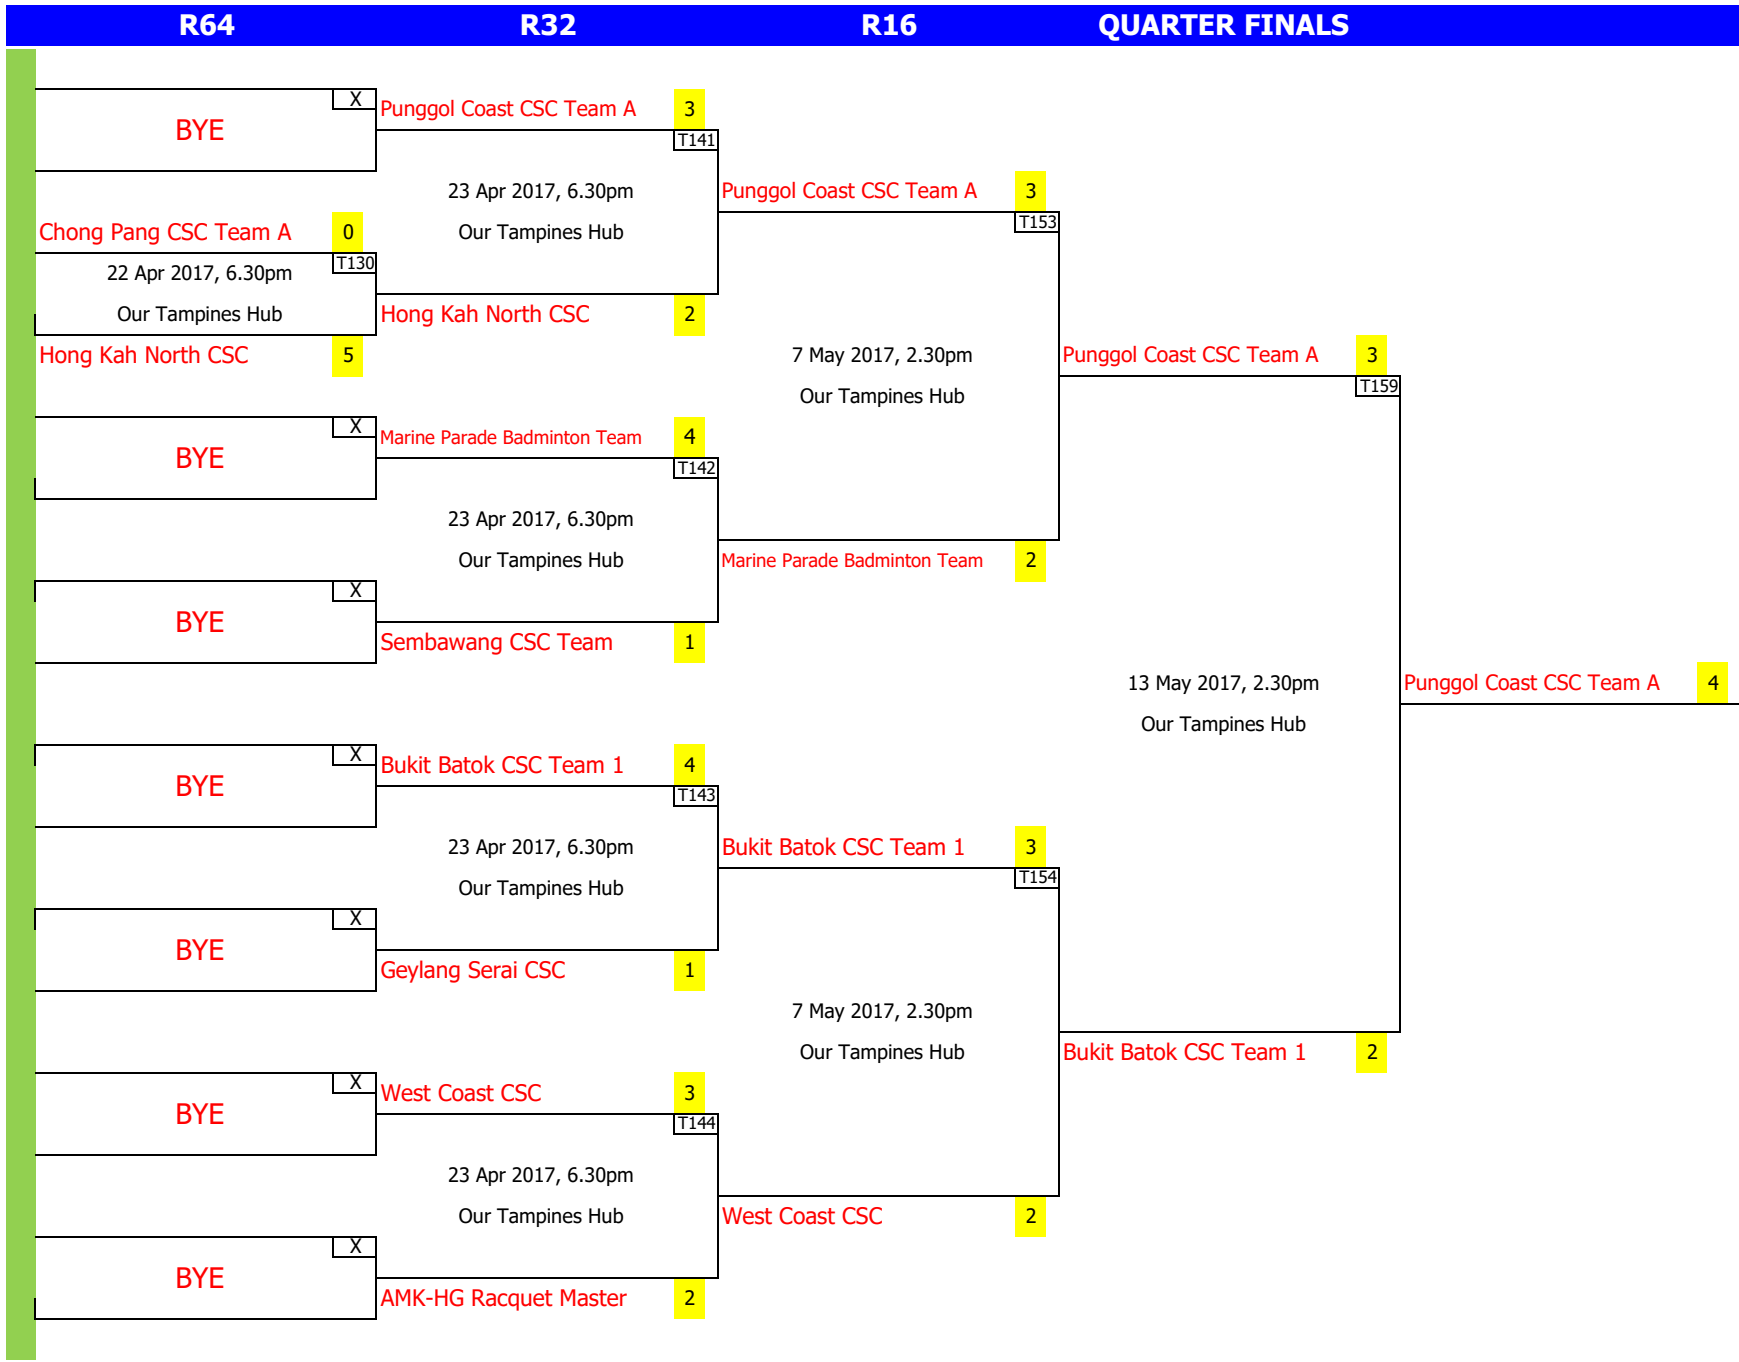 R64 R32 R16 QUARTER FINALS
X
Punggol Coast CSC Team A 3
BYE
T141
23 Apr 2017, 6.30pm
Punggol Coast CSC Team A 3
T153
Chong Pang CSC Team A 0
Our Tampines Hub
T130
22 Apr 2017, 6.30pm
Our Tampines Hub
Hong Kah North CSC 2
Hong Kah North CSC 5
7 May 2017, 2.30pm
Punggol Coast CSC Team A 3
T159
Our Tampines Hub
X
Marine Parade Badminton Team 4
BYE
T142
23 Apr 2017, 6.30pm
Our Tampines Hub
Marine Parade Badminton Team 2
X
BYE
Sembawang CSC Team 1
13 May 2017, 2.30pm
Punggol Coast CSC Team A 4
Our Tampines Hub
X
Bukit Batok CSC Team 1 4
BYE
T143
23 Apr 2017, 6.30pm
Bukit Batok CSC Team 1 3
T154
Our Tampines Hub
X
BYE
Geylang Serai CSC 1
7 May 2017, 2.30pm
Our Tampines Hub
Bukit Batok CSC Team 1 2
X
West Coast CSC 3
BYE
T144
23 Apr 2017, 6.30pm
Our Tampines Hub
West Coast CSC 2
X
BYE
AMK-HG Racquet Master 2